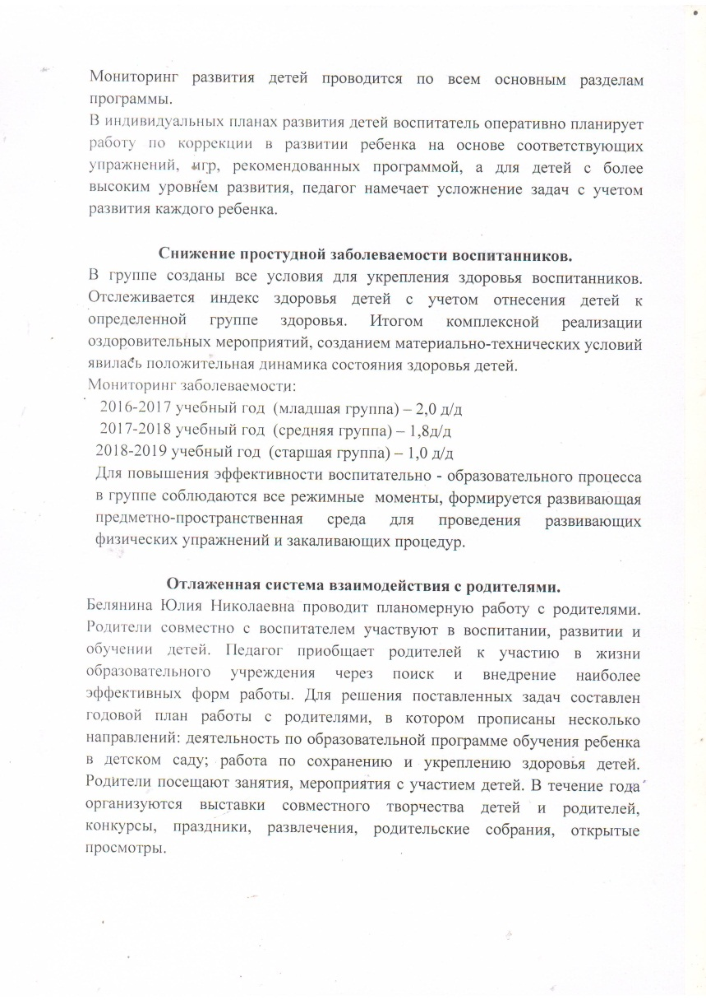 Мониторинг развития детей проводится по всем основным разделам
программы.
В индивидуальных планах развития детей воспитатель оперативно планирует
работу по коррекции в развитии ребенка на основе соответствующих
упражнений, игр, рекомендованных программой, а для детей с более
высоким уровнем развития, педагог намечает усложнение задач с учетом
развития каждого ребенка.
Снижение простудной заболеваемости воспитанников.
В группе созданы все условия для укрепления здоровья воспитанников.
Отслеживается индекс здоровья детей с учетом отнесения детей к
определенной группе здоровья. Итогом комплексной реализации
оздоровительных мероприятий, созданием материально-технических условий
явилась положительная динамика состояния здоровья детей.
Мониторинг заболеваемости:
2016-2017 учебный год (младшая группа) – 2,0 д/д
2017-2018 учебный год (средняя группа) – 1,8д/д
2018-2019 учебный год (старшая группа) – 1,0 д/д
Для повышения эффективности воспитательно - образовательного процесса
в группе соблюдаются все режимные моменты, формируется развивающая
предметно-пространственная среда для проведения развивающих
физических упражнений и закаливающих процедур.
Отлаженная система взаимодействия с родителями.
Белянина Юлия Николаевна проводит планомерную работу с родителями.
Родители совместно с воспитателем участвуют в воспитании, развитии и
обучении детей. Педагог приобщает родителей к участию в жизни
образовательного учреждения через поиск и внедрение наиболее
эффективных форм работы. Для решения поставленных задач составлен
годовой план работы с родителями, в котором прописаны несколько
направлений: деятельность по образовательной программе обучения ребенка
в детском саду; работа по сохранению и укреплению здоровья детей.
Родители посещают занятия, мероприятия с участием детей. В течение года
организуются выставки совместного творчества детей и родителей,
конкурсы, праздники, развлечения, родительские собрания, открытые
просмотры.